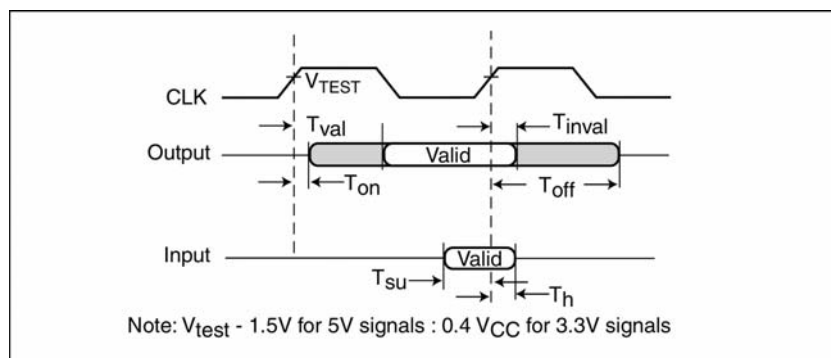 VTEST
CLK
Tval
Tinval
Output
Valid
Ton
Toff
Input
Valid
Tsu
Th
Note: Vtest - 1.5V for 5V signals : 0.4 VCC for 3.3V signals